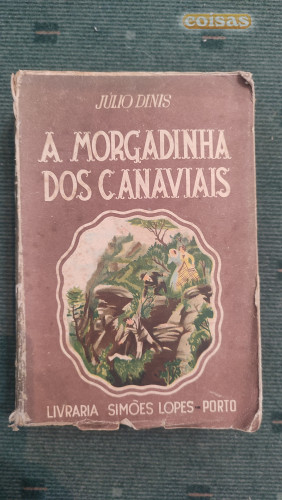 coisas
JÚLIO DINIS
A MORGADINHA
DOS CANAVIAIS
LIVRARIA SIMÕES LOPES-PORTO